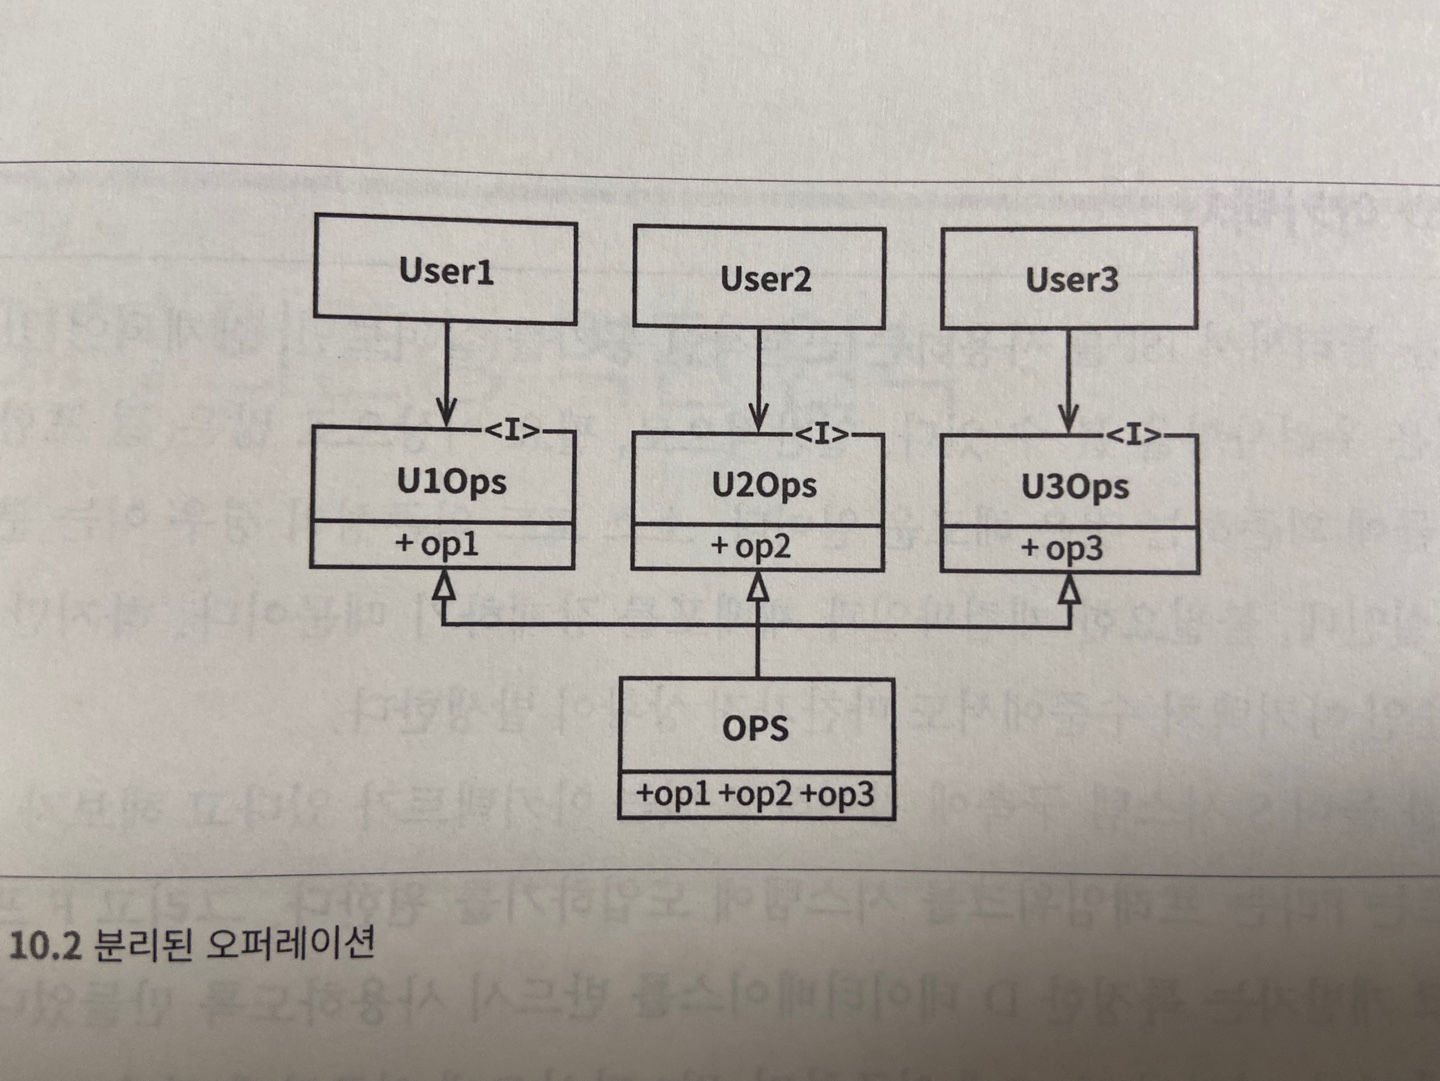 User1 User2 User3
<I> <I> <I>
U1Ops U2Ops U3Ops
+ op1 + op2 + op3
OPS
+op1 +op2 +op3
10.2 분리된 오퍼레이션